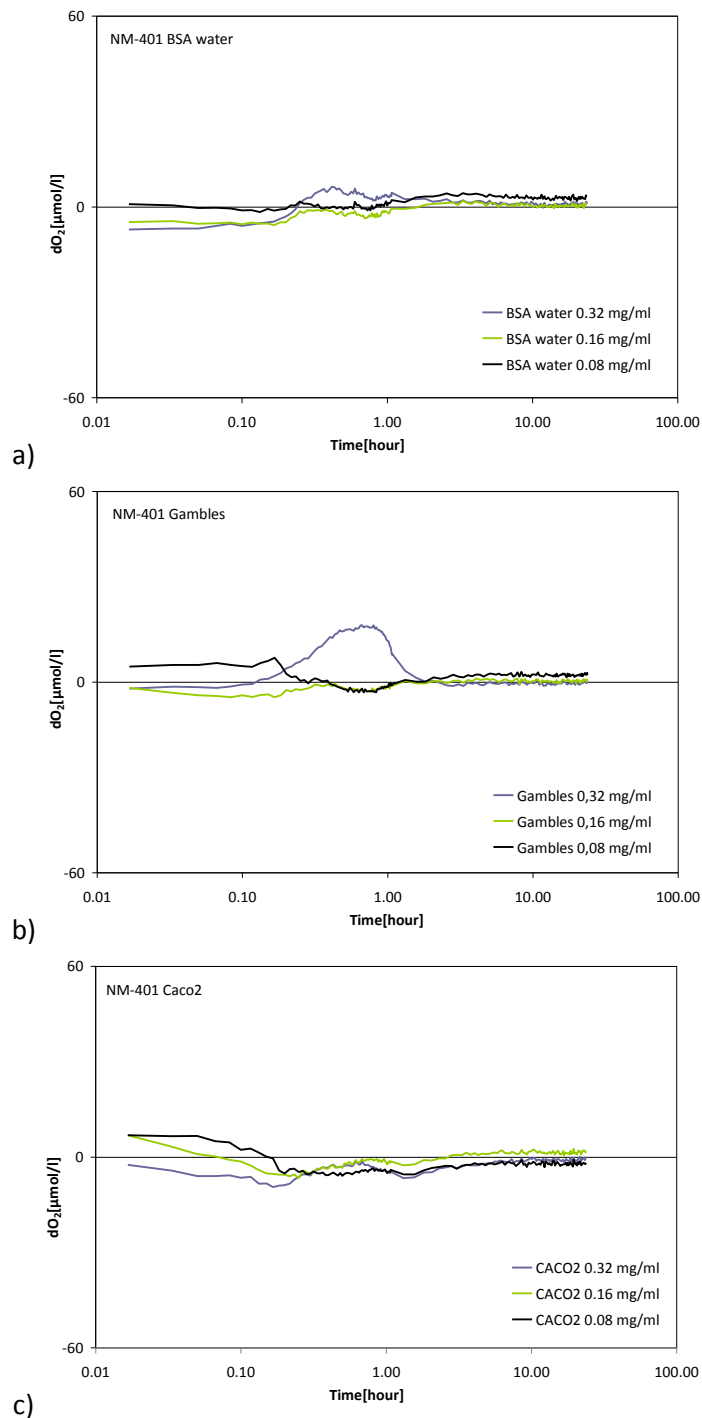 60
NM-401 BSA water
0
dO₂[µmol/l]
BSA water 0.32 mg/ml
BSA water 0.16 mg/ml
BSA water 0.08 mg/ml
-60
0.01 0.10 1.00 10.00 100.00
Time[hour]
a)
60
NM-401 Gambles
0
dO₂[µmol/l]
Gambles 0,32 mg/ml
Gambles 0,16 mg/ml
Gambles 0,08 mg/ml
-60
0.01 0.10 1.00 10.00 100.00
Time[hour]
b)
60
NM-401 Caco2
0
dO₂[µmol/l]
CACO2 0.32 mg/ml
CACO2 0.16 mg/ml
CACO2 0.08 mg/ml
-60
0.01 0.10 1.00 10.00 100.00
Time[hour]
c)